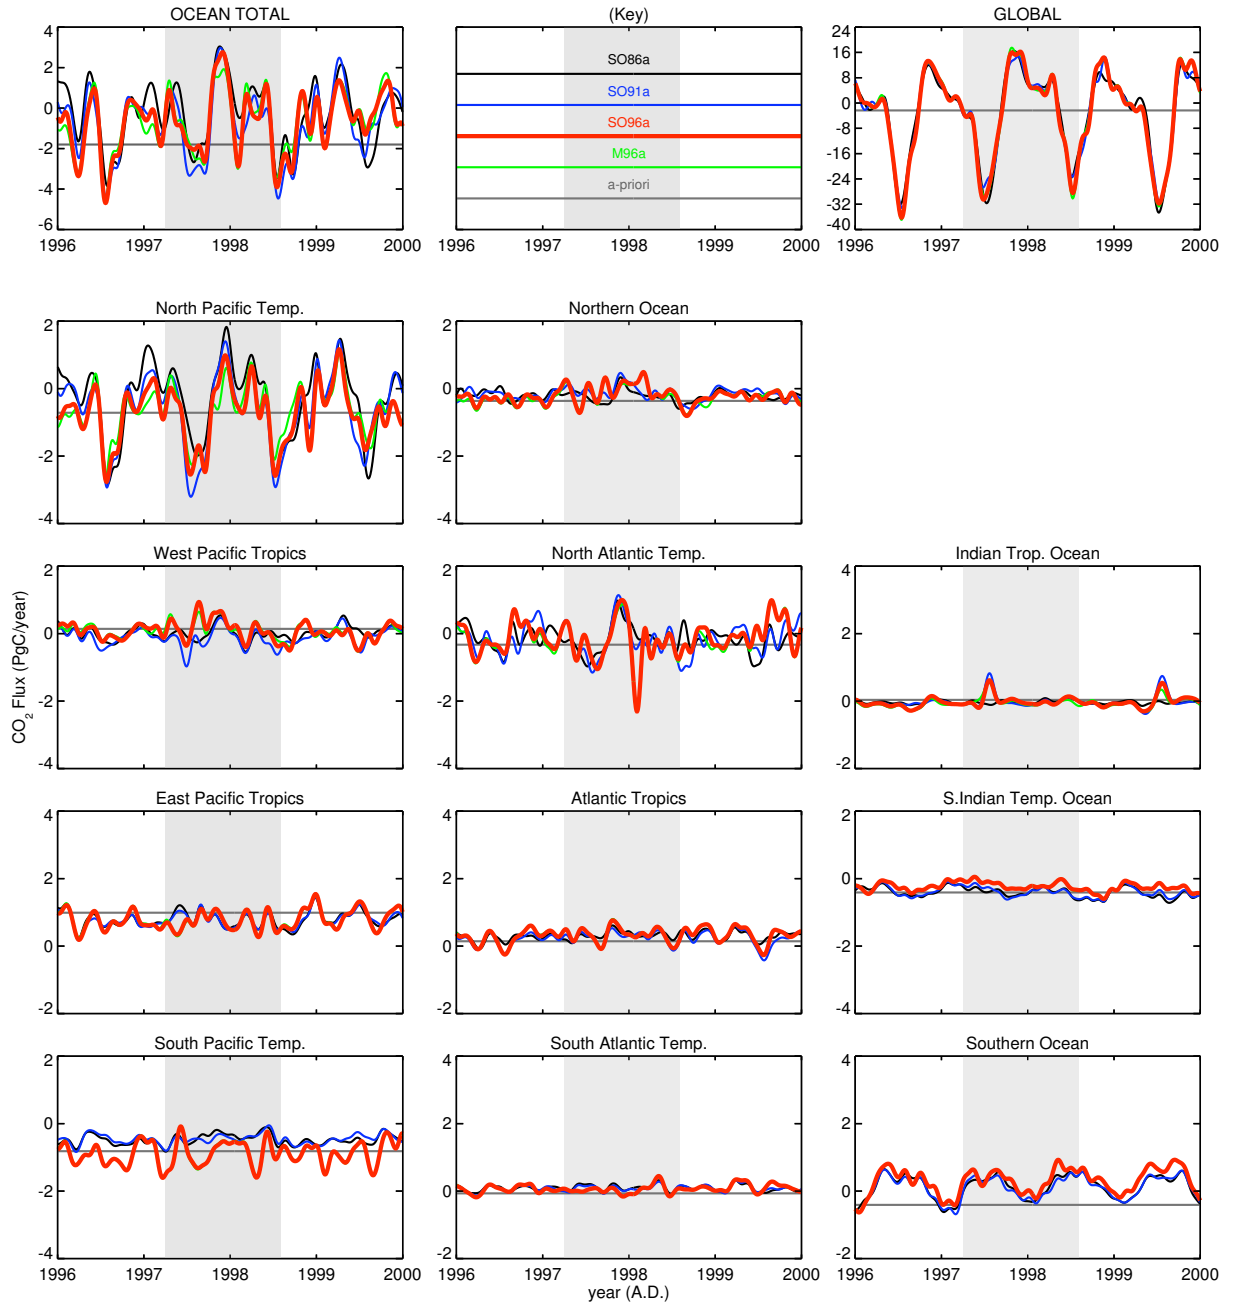 OCEAN TOTAL
(Key)
GLOBAL
4
2
0
-2
-4
-6
1996 1997 1998 1999 2000
SO86a
SO91a
SO96a
M96a
a-priori
1996 1997 1998 1999 2000
24
16
8
0
-8
-16
-24
-32
-40
1996 1997 1998 1999 2000
North Pacific Temp.
2
0
-2
-4
Northern Ocean
2
0
-2
-4
West Pacific Tropics
2
0
-2
-4
North Atlantic Temp.
2
0
-2
-4
Indian Trop. Ocean
4
2
0
-2
CO2 Flux (PgC/year)
East Pacific Tropics
4
2
0
-2
Atlantic Tropics
4
2
0
-2
S.Indian Temp. Ocean
2
0
-2
-4
South Pacific Temp.
2
0
-2
-4
1996 1997 1998 1999 2000
South Atlantic Temp.
4
2
0
-2
1996 1997 1998 1999 2000
Southern Ocean
4
2
0
-2
1996 1997 1998 1999 2000
year (A.D.)